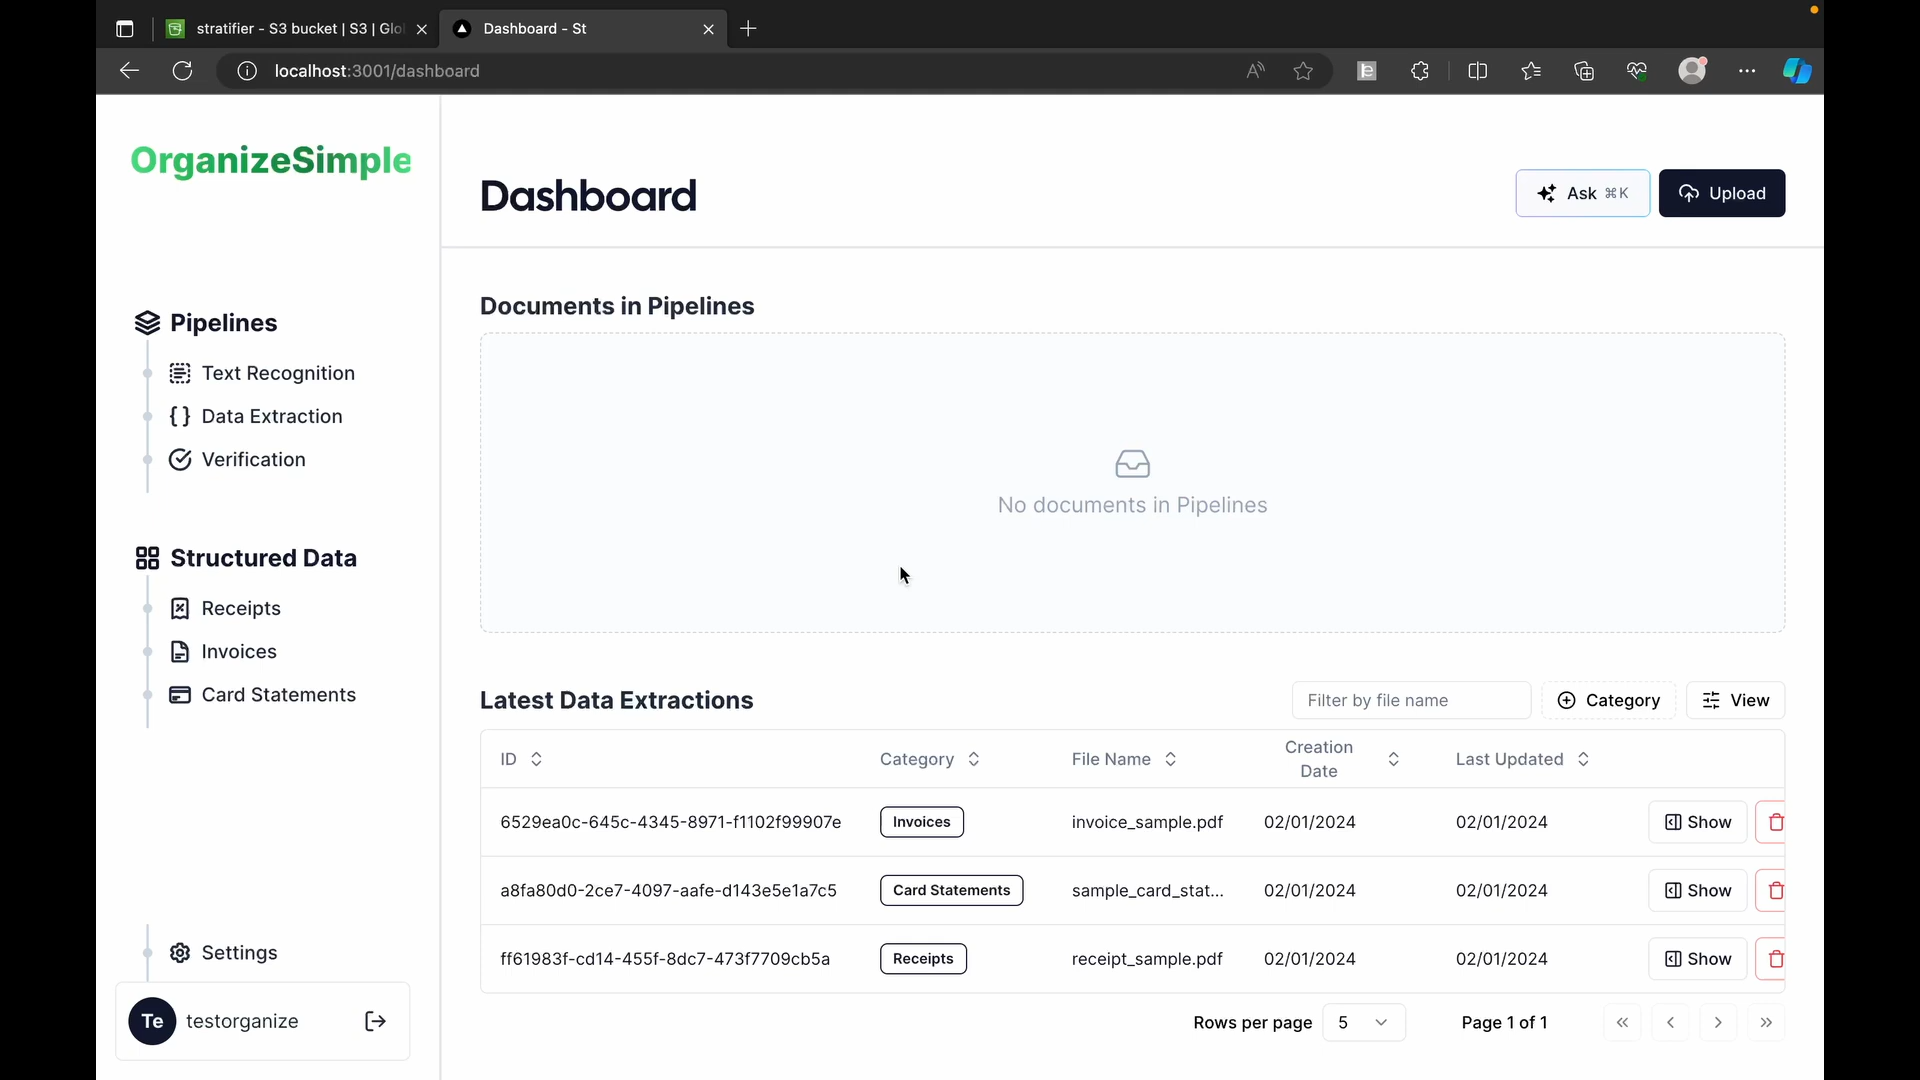 stratifier - S3 bucket | S3 | Glo
Dashboard - St
localhost:3001/dashboard
OrganizeSimple
Dashboard
Ask ⌘K
Upload
Pipelines
Text Recognition
Data Extraction
Verification
Structured Data
Receipts
Invoices
Card Statements
Settings
Te testorganize
Documents in Pipelines
No documents in Pipelines
Latest Data Extractions
Filter by file name
Category
View
ID Category File Name Creation Date Last Updated
6529ea0c-645c-4345-8971-f1102f99907e Invoices invoice_sample.pdf 02/01/2024 02/01/2024 Show
a8fa80d0-2ce7-4097-aafe-d143e5e1a7c5 Card Statements sample_card_stat... 02/01/2024 02/01/2024 Show
ff61983f-cd14-455f-8dc7-473f7709cb5a Receipts receipt_sample.pdf 02/01/2024 02/01/2024 Show
Rows per page 5 Page 1 of 1